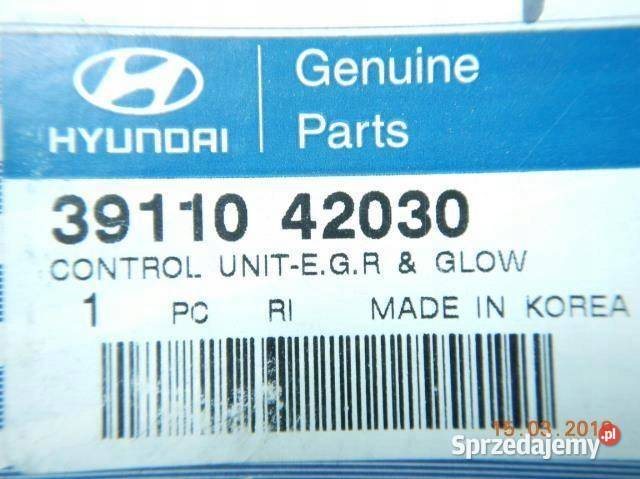 HYUNDAI
Genuine
Parts
39110 42030
CONTROL UNIT-E.G.R & GLOW
1 PC RI MADE IN KOREA
Sprzedajemy.pl